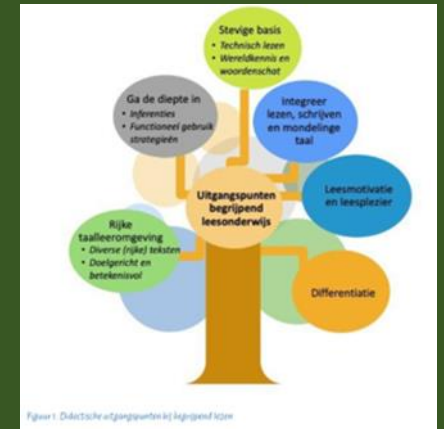 Stevige basis
• Technisch lezen
• Wereldkennis en
woordenschat
Ga de diepte in
• Inferenties
• Functioneel gebruik
strategieën
Integreer
lezen, schrijven
en mondelinge
taal
Uitgangspunten
begrijpend
leesonderwijs
Leesmotivatie
en leesplezier
Rijke
taalleeromgeving
• Diverse (rijke) teksten
• Doelgericht en
betekenisvol
Differentiatie
Figuur 1. Didactische uitgangspunten bij begrijpend lezen